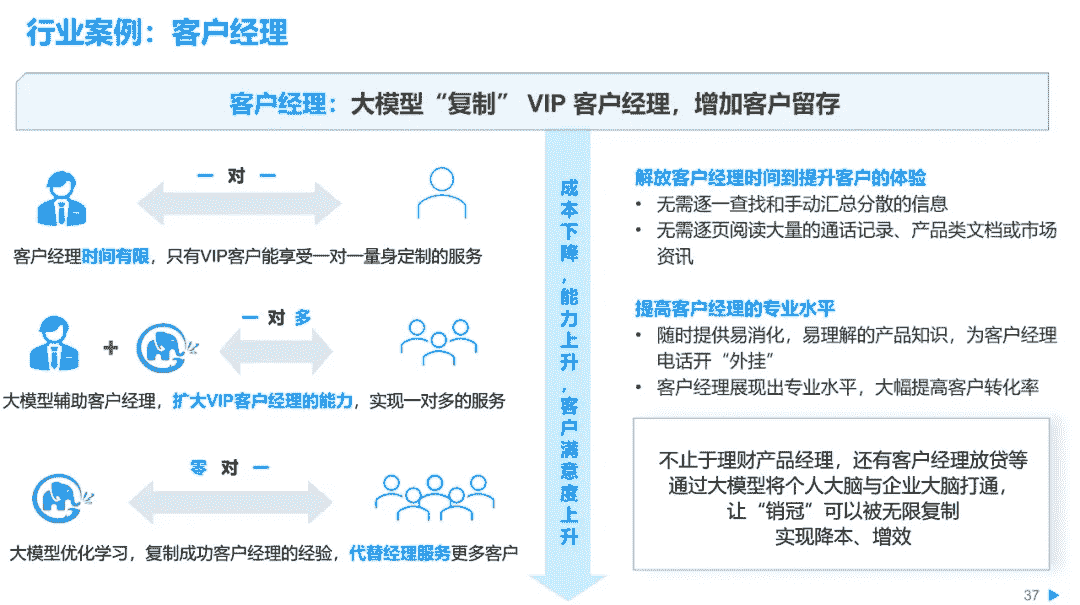 行业案例：客户经理
客户经理：大模型“复制” VIP 客户经理，增加客户留存
一 对 一
客户经理时间有限，只有VIP客户能享受一对一量身定制的服务
一 对 多
+
大模型辅助客户经理，扩大VIP客户经理的能力，实现一对多的服务
零 对 一
大模型优化学习，复制成功客户经理的经验，代替经理服务更多客户
成本下降，能力上升，客户满意度上升
解放客户经理时间到提升客户的体验
• 无需逐一查找和手动汇总分散的信息
• 无需逐页阅读大量的通话记录、产品类文档或市场
资讯
提高客户经理的专业水平
• 随时提供易消化，易理解的产品知识，为客户经理
电话开“外挂”
• 客户经理展现出专业水平，大幅提高客户转化率
不止于理财产品经理，还有客户经理放贷等
通过大模型将个人大脑与企业大脑打通，
让“销冠”可以被无限复制
实现降本、增效
37